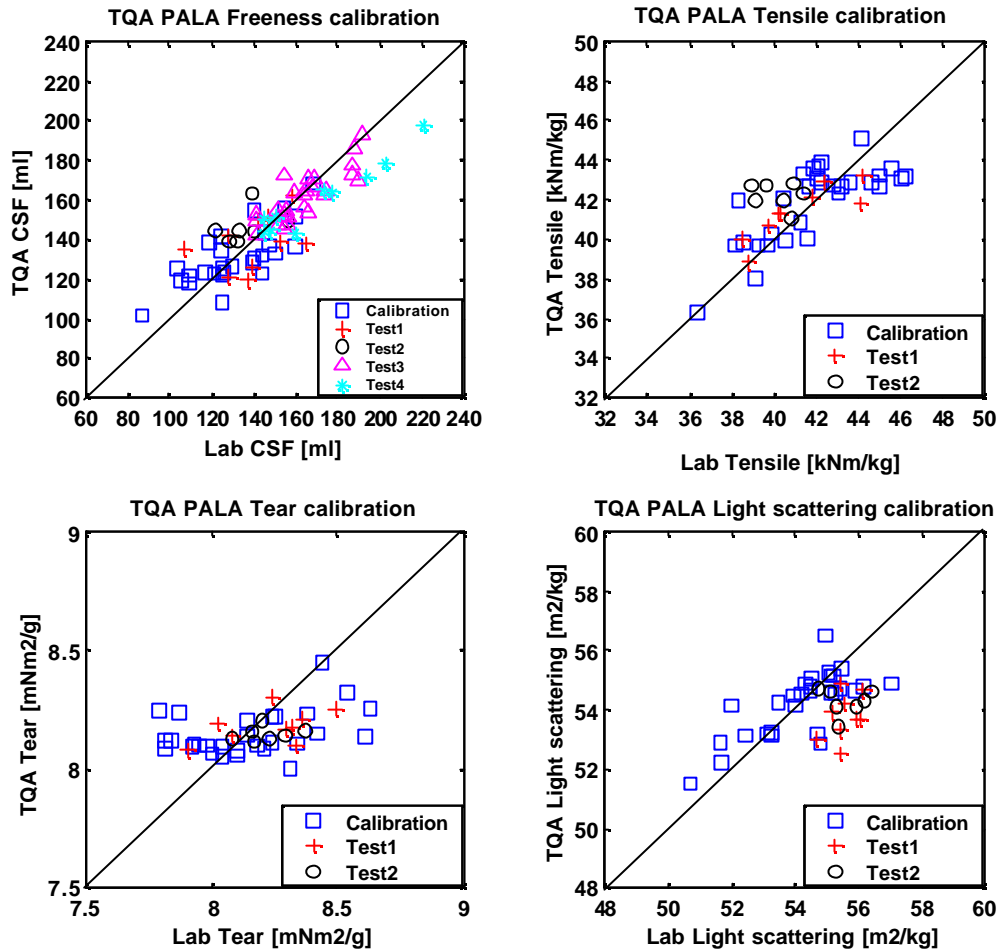 TQA PALA Freeness calibration
240
220
200
180
160
140
120
100
80
60
TQA CSF [ml]
Calibration
Test1
Test2
Test3
Test4
60 80 100 120 140 160 180 200 220 240
Lab CSF [ml]
TQA PALA Tensile calibration
50
48
46
44
42
40
38
36
34
32
TQA Tensile [kNm/kg]
Calibration
Test1
Test2
32 34 36 38 40 42 44 46 48 50
Lab Tensile [kNm/kg]
TQA PALA Tear calibration
9
8.5
8
7.5
TQA Tear [mNm2/g]
Calibration
Test1
Test2
7.5 8 8.5 9
Lab Tear [mNm2/g]
TQA PALA Light scattering calibration
60
58
56
54
52
50
48
TQA Light scattering [m2/kg]
Calibration
Test1
Test2
48 50 52 54 56 58 60
Lab Light scattering [m2/kg]